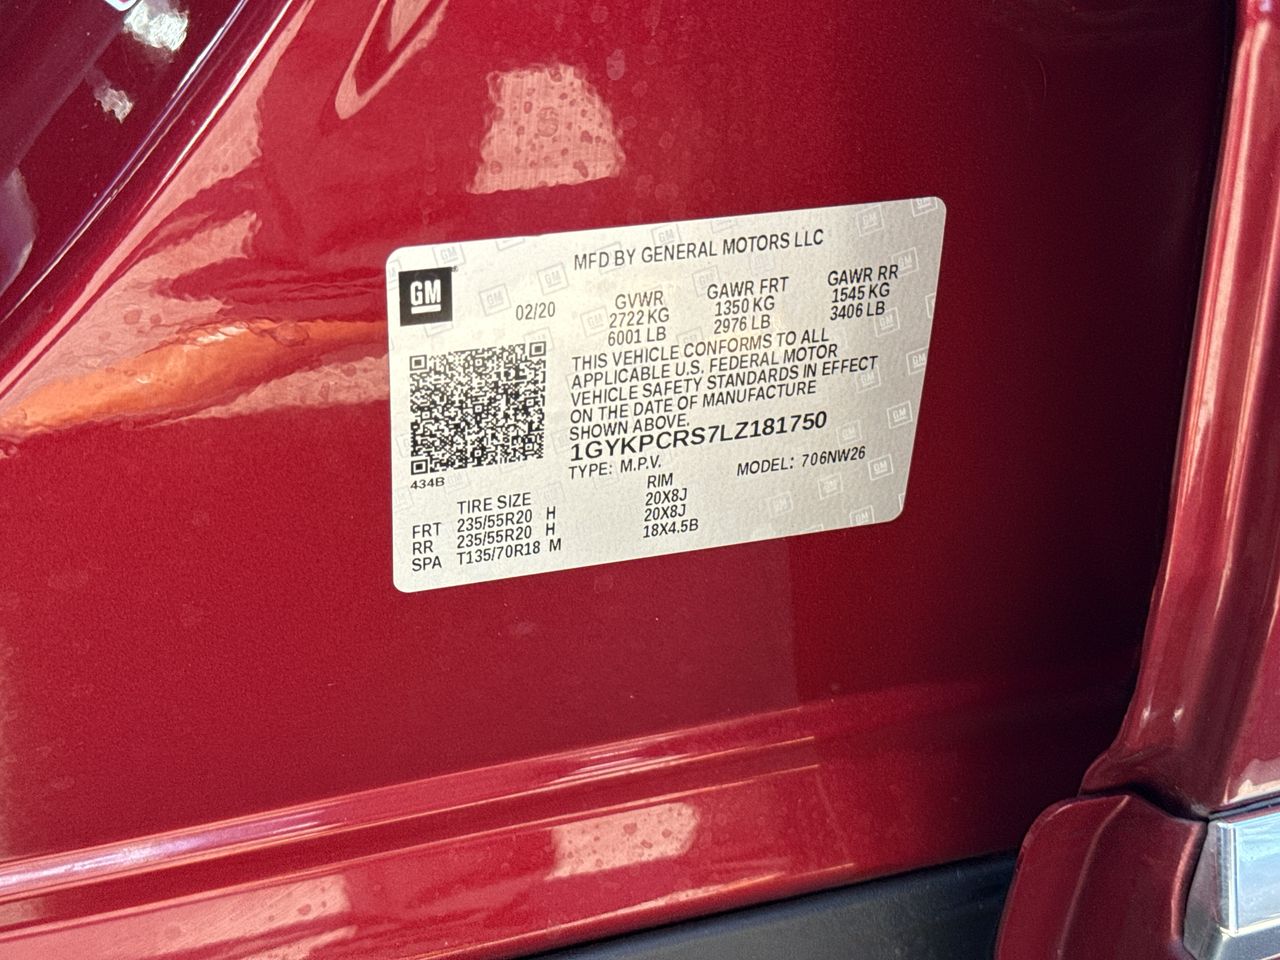 MFD BY GENERAL MOTORS LLC
GM
02/20
GVWR
2722 KG
6001 LB
GAWR FRT
1350 KG
2976 LB
GAWR RR
1545 KG
3406 LB
THIS VEHICLE CONFORMS TO ALL
APPLICABLE U.S. FEDERAL MOTOR
VEHICLE SAFETY STANDARDS IN EFFECT
ON THE DATE OF MANUFACTURE
SHOWN ABOVE.
1GYKPCRS7LZ181750
TYPE: M.P.V. MODEL: 706NW26
434B
TIRE SIZE RIM
FRT 235/55R20 H 20X8J
RR 235/55R20 H 20X8J
SPA T135/70R18 M 18X4.5B